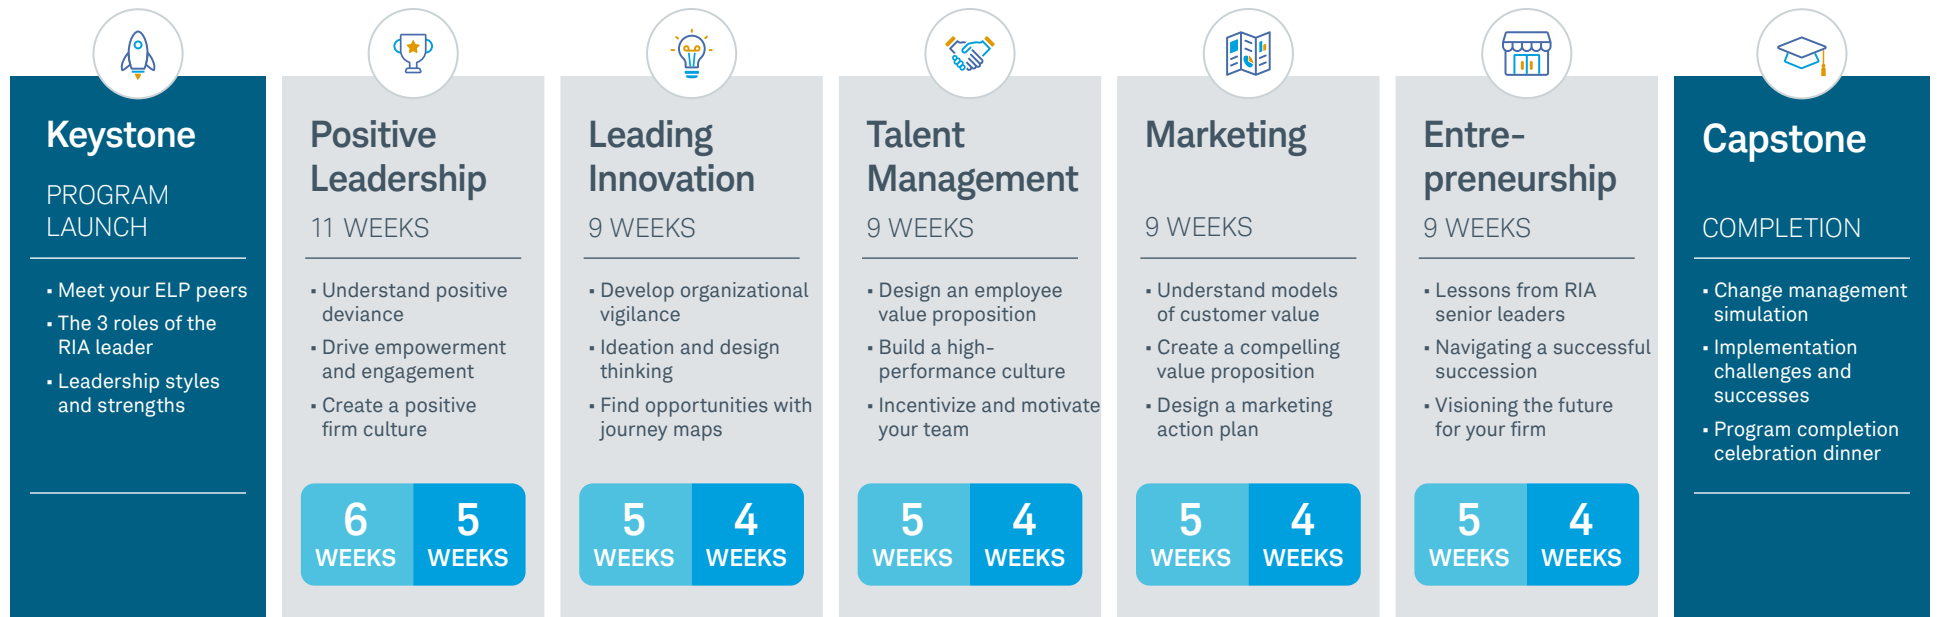 Keystone
PROGRAM
LAUNCH
▪ Meet your ELP peers
▪ The 3 roles of the
RIA leader
▪ Leadership styles
and strengths
Positive
Leadership
11 WEEKS
▪ Understand positive
deviance
▪ Drive empowerment
and engagement
▪ Create a positive
firm culture
6
WEEKS
5
WEEKS
Leading
Innovation
9 WEEKS
▪ Develop organizational
vigilance
▪ Ideation and design
thinking
▪ Find opportunities with
journey maps
5
WEEKS
4
WEEKS
Talent
Management
9 WEEKS
▪ Design an employee
value proposition
▪ Build a high-
performance culture
▪ Incentivize and motivate
your team
5
WEEKS
4
WEEKS
Marketing
9 WEEKS
▪ Understand models
of customer value
▪ Create a compelling
value proposition
▪ Design a marketing
action plan
5
WEEKS
4
WEEKS
Entre-
preneurship
9 WEEKS
▪ Lessons from RIA
senior leaders
▪ Navigating a successful
succession
▪ Visioning the future
for your firm
5
WEEKS
4
WEEKS
Capstone
COMPLETION
▪ Change management
simulation
▪ Implementation
challenges and
successes
▪ Program completion
celebration dinner